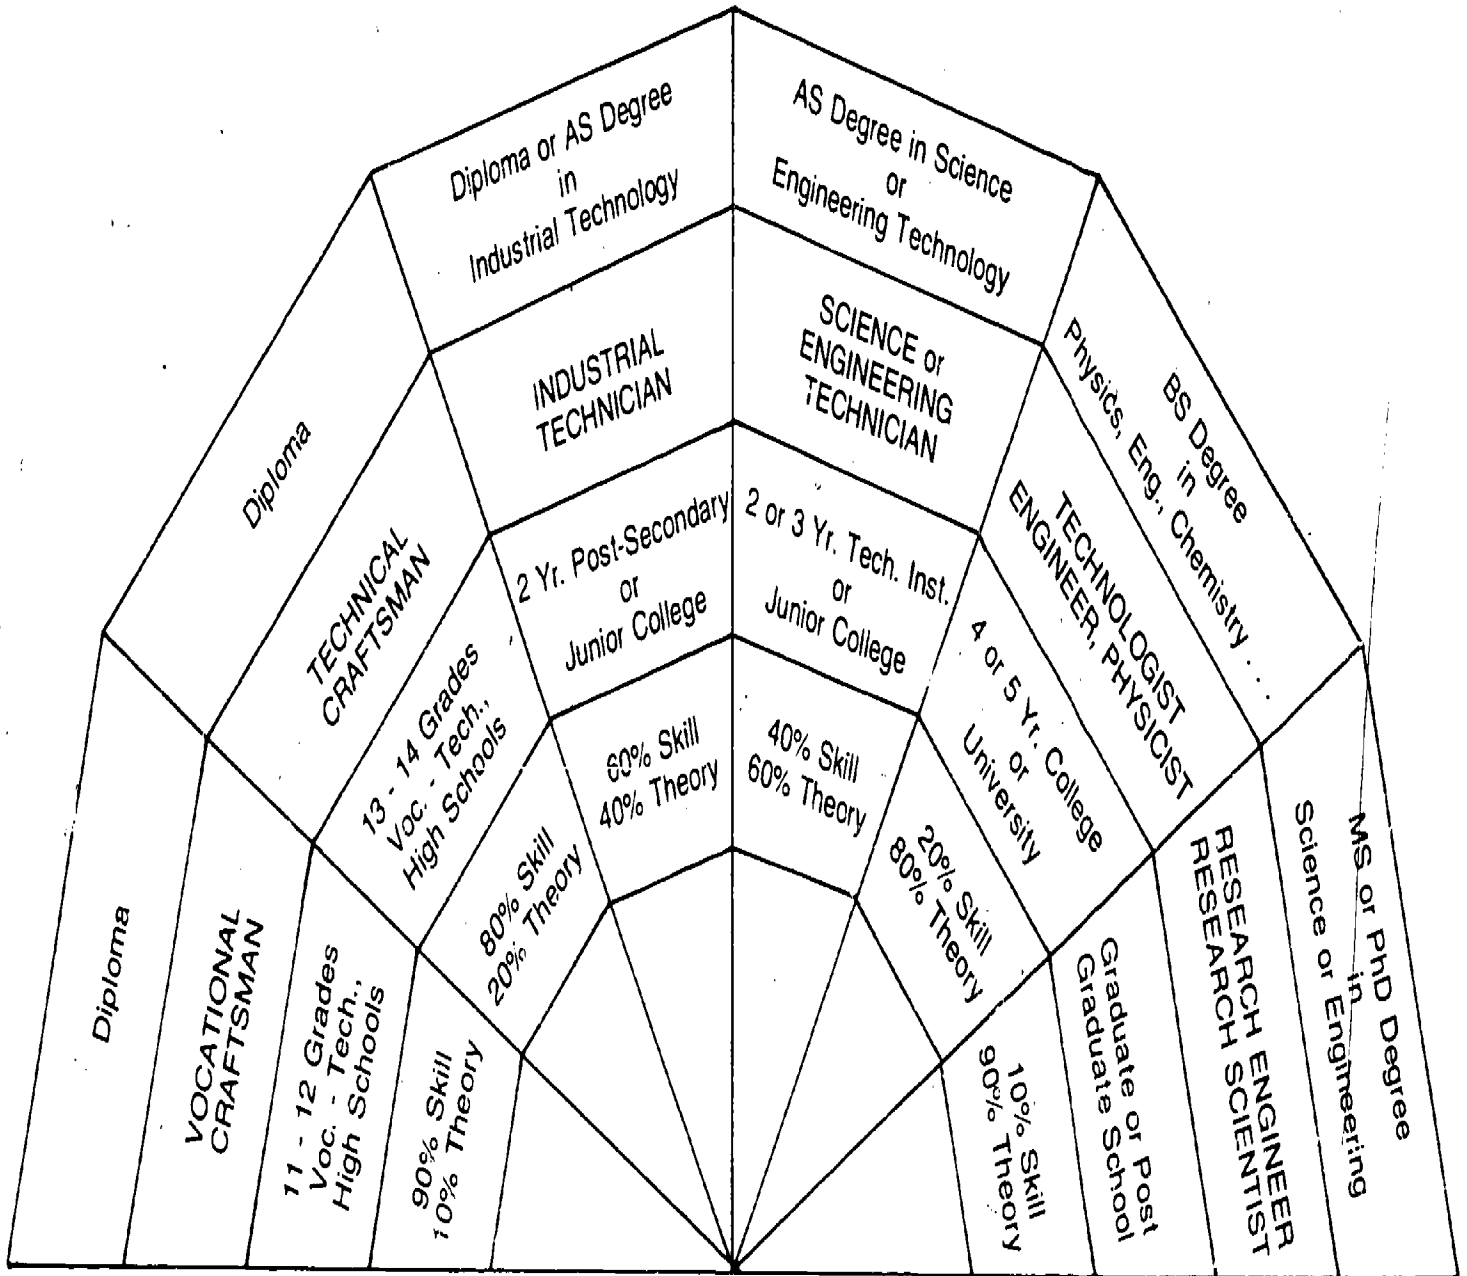 Diploma
VOCATIONAL
CRAFTSMAN
11 - 12 Grades
Voc. - Tech.,
High Schools
90% Skill
10% Theory
Diploma
TECHNICAL
CRAFTSMAN
13 - 14 Grades
Voc. - Tech.,
High Schools
80% Skill
20% Theory
Diploma or AS Degree
in
Industrial Technology
INDUSTRIAL
TECHNICIAN
2 Yr. Post-Secondary
or
Junior College
60% Skill
40% Theory
AS Degree in Science
or
Engineering Technology
SCIENCE or
ENGINEERING
TECHNICIAN
2 or 3 Yr. Tech. Inst.
or
Junior College
40% Skill
60% Theory
BS Degree
in
Physics, Eng., Chemistry . . .
TECHNOLOGIST
ENGINEER, PHYSICIST
4 or 5 Yr. College
or
University
20% Skill
80% Theory
MS or PhD Degree
in
Science or Engineering
RESEARCH ENGINEER
RESEARCH SCIENTIST
Graduate or Post
Graduate School
10% Skill
90% Theory